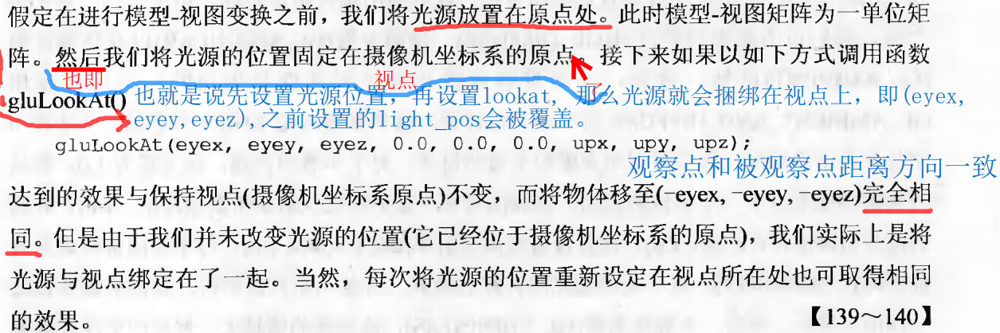 假定在进行模型-视图变换之前，我们将光源放置在原点处。此时模型-视图矩阵为一单位矩
阵。然后我们将光源的位置固定在摄像机坐标系的原点。接下来如果以如下方式调用函数
也即
视点
了
gluLookAt()
也就是说先设置光源位置，再设置lookat, 那么光源就会捆绑在视点上，即(eyex,
eyey,eyez),之前设置的light_pos会被覆盖。
gluLookAt(eyex, eyey, eyez, 0.0, 0.0, 0.0, upx, upy, upz);
观察点和被观察点距离方向一致
达到的效果与保持视点(摄像机坐标系原点)不变，而将物体移至(-eyex, -eyey, -eyez)完全相
同。但是由于我们并未改变光源的位置(它已经位于摄像机坐标系的原点)，我们实际上是将
光源与视点绑定在了一起。当然，每次将光源的位置重新设定在视点所在处也可取得相同
的效果。
【139～140】